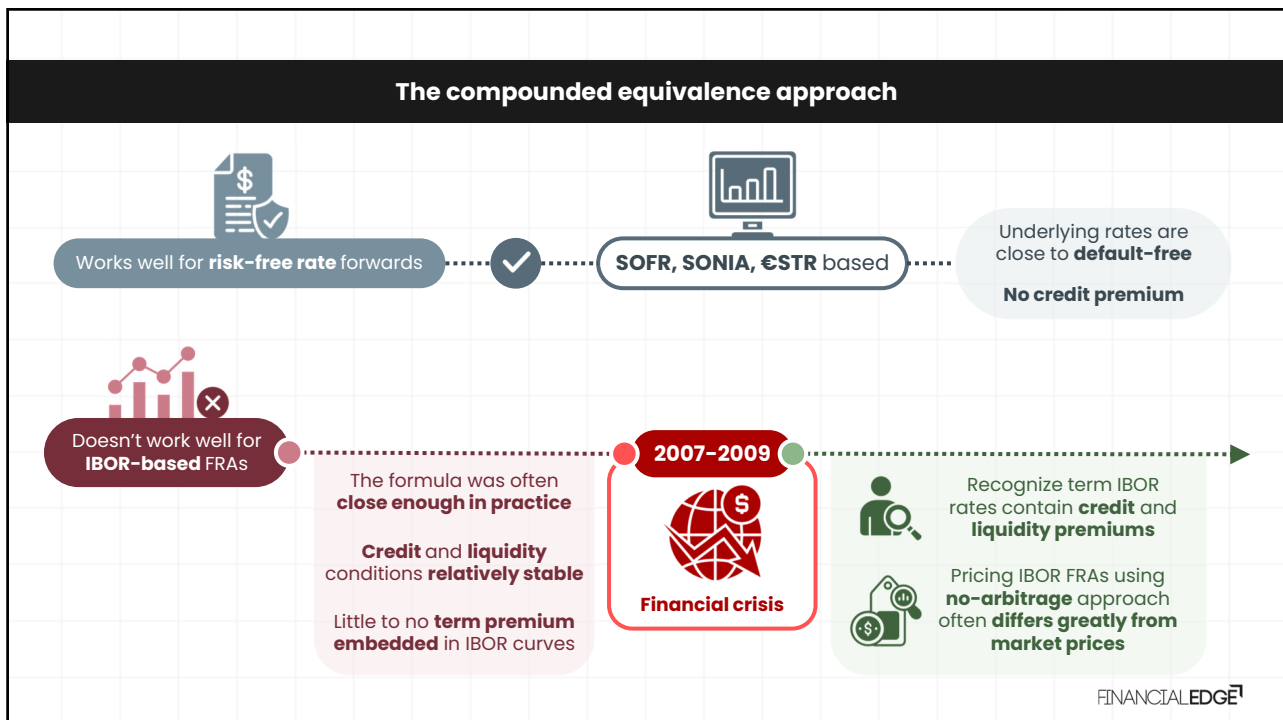 The compounded equivalence approach
Works well for risk-free rate forwards
SOFR, SONIA, €STR based
Underlying rates are
close to default-free
No credit premium
Doesn't work well for
IBOR-based FRAs
The formula was often
close enough in practice
Credit and liquidity
conditions relatively stable
Little to no term premium
embedded in IBOR curves
2007-2009
$
Financial crisis
Recognize term IBOR
rates contain credit and
liquidity premiums
Pricing IBOR FRAs using
no-arbitrage approach
often differs greatly from
market prices
FINANCIALEDGE